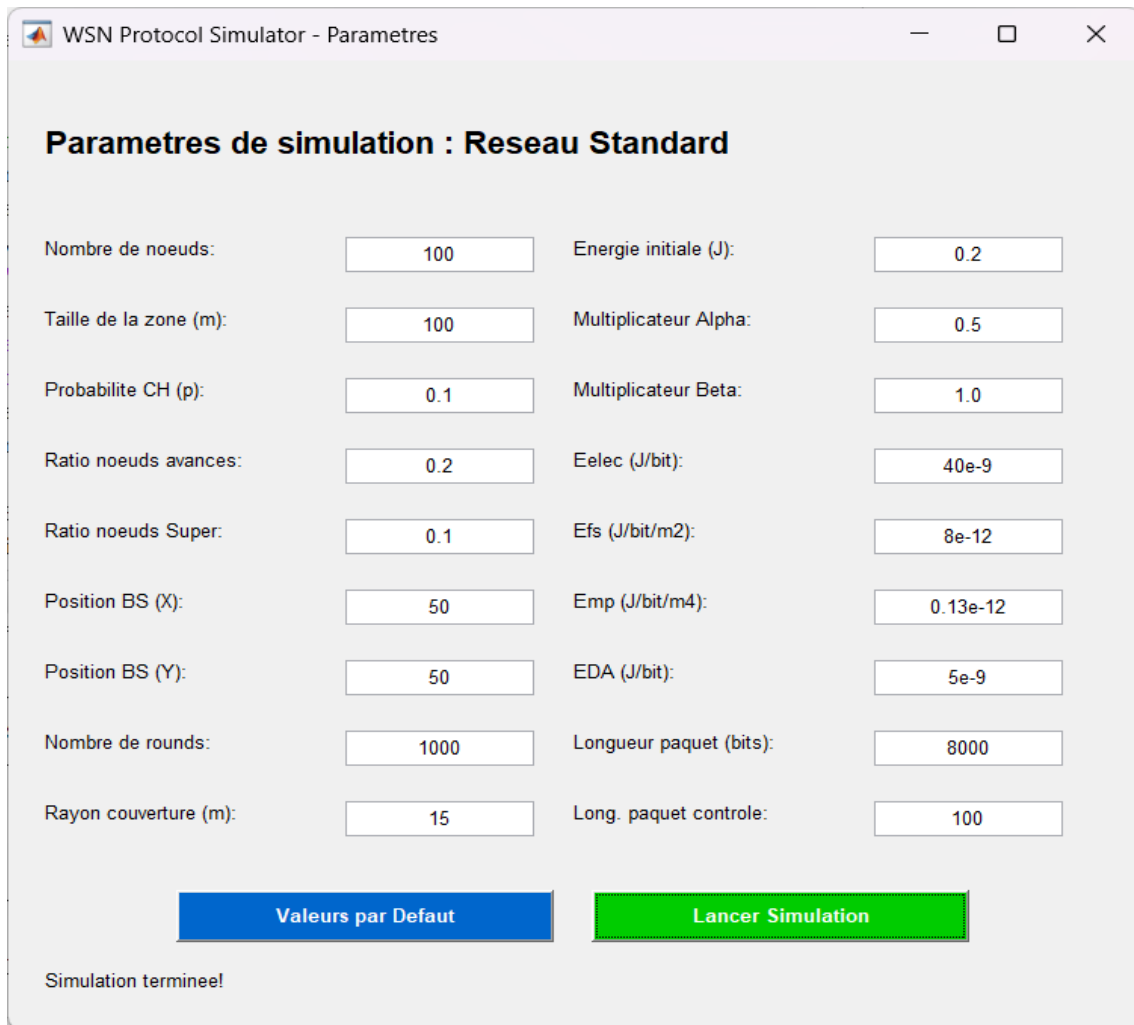 WSN Protocol Simulator - Parametres
Parametres de simulation : Reseau Standard
Nombre de noeuds: 100 Energie initiale (J): 0.2
Taille de la zone (m): 100 Multiplicateur Alpha: 0.5
Probabilite CH (p): 0.1 Multiplicateur Beta: 1.0
Ratio noeuds avances: 0.2 Eelec (J/bit): 40e-9
Ratio noeuds Super: 0.1 Efs (J/bit/m2): 8e-12
Position BS (X): 50 Emp (J/bit/m4): 0.13e-12
Position BS (Y): 50 EDA (J/bit): 5e-9
Nombre de rounds: 1000 Longueur paquet (bits): 8000
Rayon couverture (m): 15 Long. paquet controle: 100
Valeurs par Defaut Lancer Simulation
Simulation terminee!